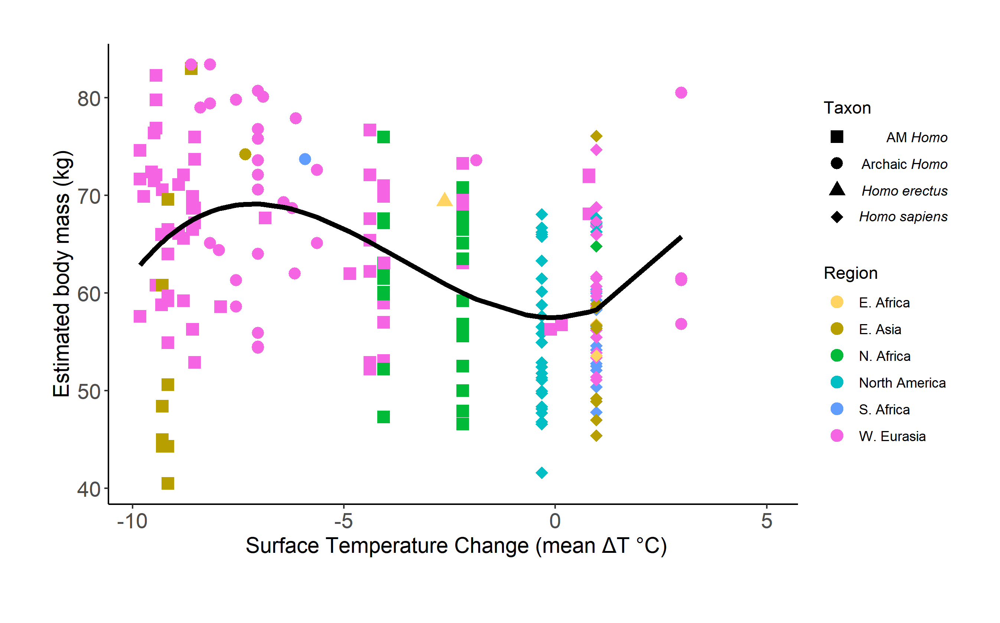 Estimated body mass (kg)
80
70
60
50
40
-10
-5
0
5
Surface Temperature Change (mean ΔT °C)
Taxon
AM Homo
Archaic Homo
Homo erectus
Homo sapiens
Region
E. Africa
E. Asia
N. Africa
North America
S. Africa
W. Eurasia